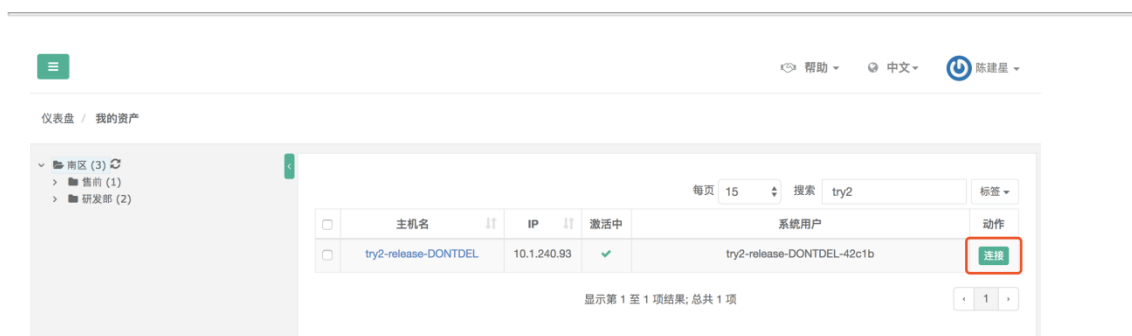 帮助 中文 陈建星
仪表盘 / 我的资产
南区 (3)
售前 (1)
研发部 (2)
每页 15 搜索 try2 标签
主机名 IP 激活中 系统用户 动作
try2-release-DONTDEL 10.1.240.93 try2-release-DONTDEL-42c1b 连接
显示第 1 至 1 项结果; 总共 1 项
‹ 1 ›